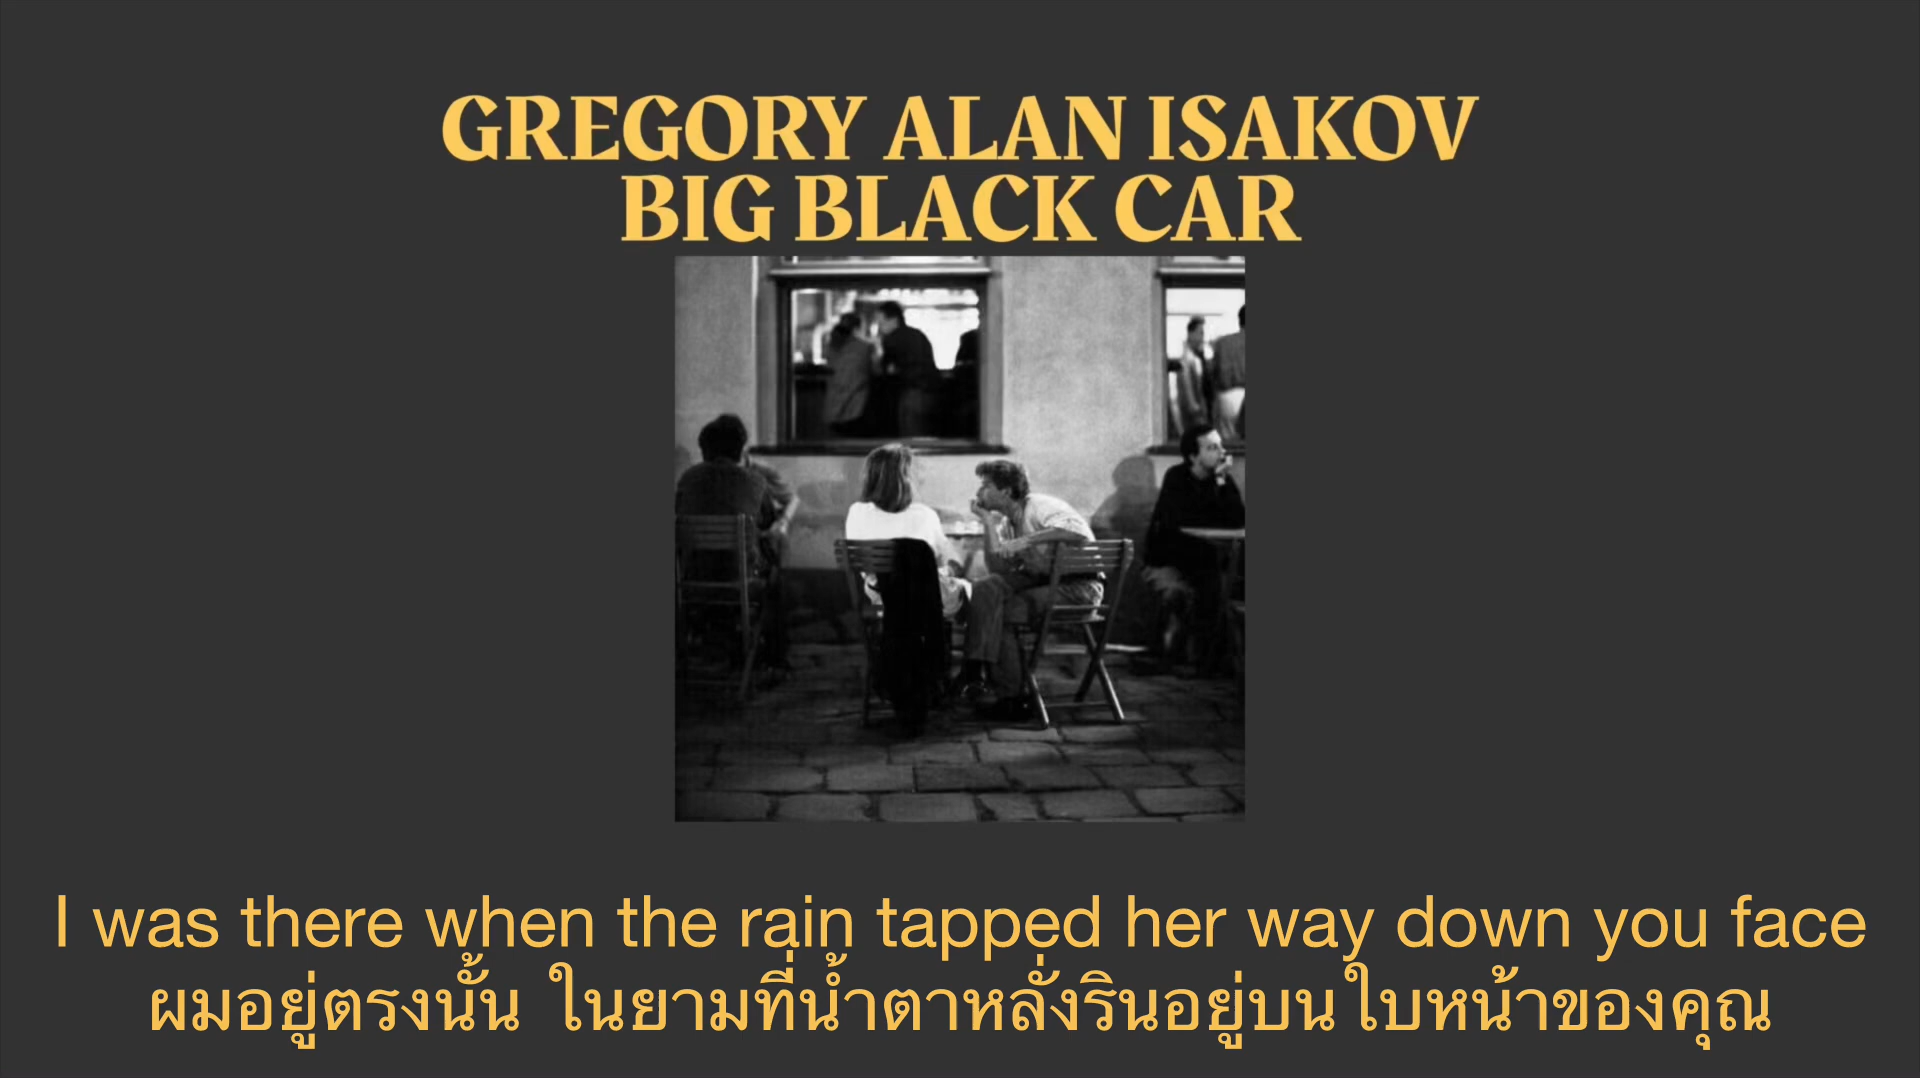 GREGORY ALAN ISAKOV
BIG BLACK CAR
I was there when the rain tapped her way down you face
ผมอยู่ตรงนั้น ในยามที่น้ำตาหลั่งรินอยู่บนใบหน้าของคุณ